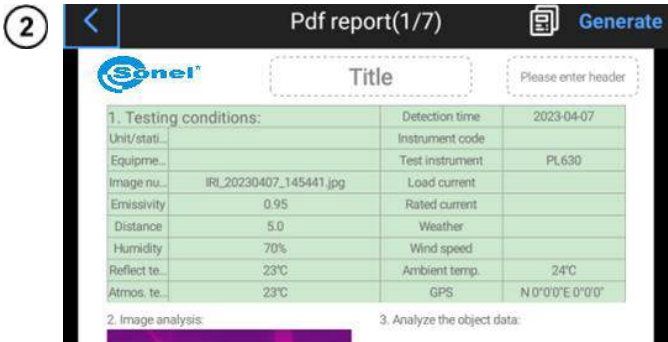 2
Pdf report(1/7) Generate
Sonel®
Title
Please enter header
1. Testing conditions: Detection time 2023-04-07
Unit/stati... Instrument code
Equipme... Test instrument PL630
Image nu... IRI_20230407_145441.jpg Load current
Emissivity 0.95 Rated current
Distance 5.0 Weather
Humidity 70% Wind speed
Reflect te... 23°C Ambient temp. 24°C
Atmos. te... 23°C GPS N 0°0'0"E 0°0'0"
2. Image analysis: 3. Analyze the object data: